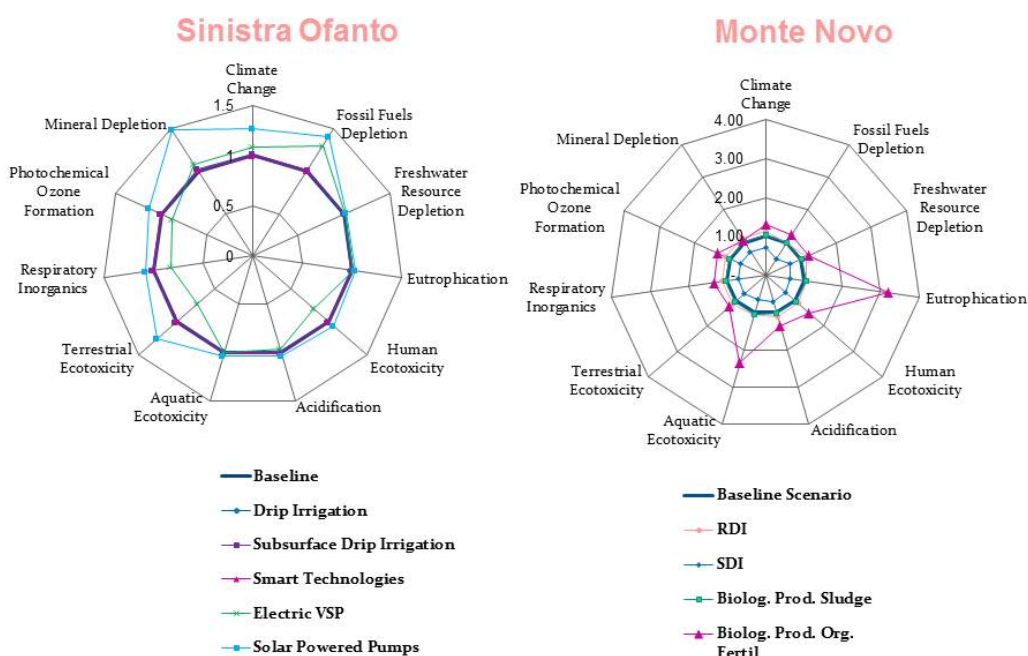 Sinistra Ofanto
Climate
Change
1.5
Fossil Fuels
Depletion
Mineral Depletion
1
Photochemical
Ozone
Formation
Freshwater
Resource
Depletion
0.5
0
Respiratory
Inorganics
Eutrophication
Terrestrial
Ecotoxicity
Human
Ecotoxicity
Aquatic
Ecotoxicity
Acidification
Baseline
Drip Irrigation
Subsurface Drip Irrigation
Smart Technologies
Electric VSP
Solar Powered Pumps
Monte Novo
Climate
Change
4.00
Fossil Fuels
Depletion
Mineral Depletion
3.00
Photochemical
Ozone
Formation
Freshwater
Resource
Depletion
2.00
1.00
-
Respiratory
Inorganics
Eutrophication
Terrestrial
Ecotoxicity
Human
Ecotoxicity
Aquatic
Ecotoxicity
Acidification
Baseline Scenario
RDI
SDI
Biolog. Prod. Sludge
Biolog. Prod. Org.
Fertil